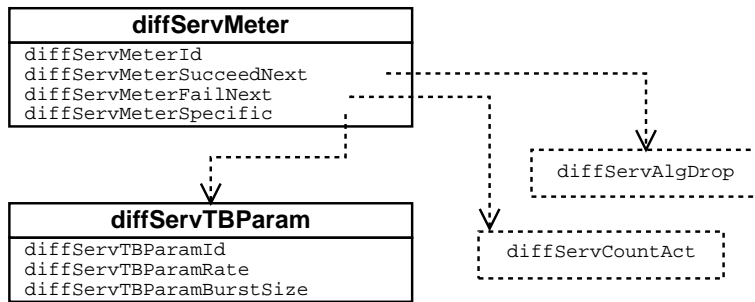 diffServMeter
diffServMeterId
diffServMeterSucceedNext
diffServMeterFailNext
diffServMeterSpecific
diffServAlgDrop
diffServTBParam
diffServTBParamId
diffServTBParamRate
diffServTBParamBurstSize
diffServCountAct